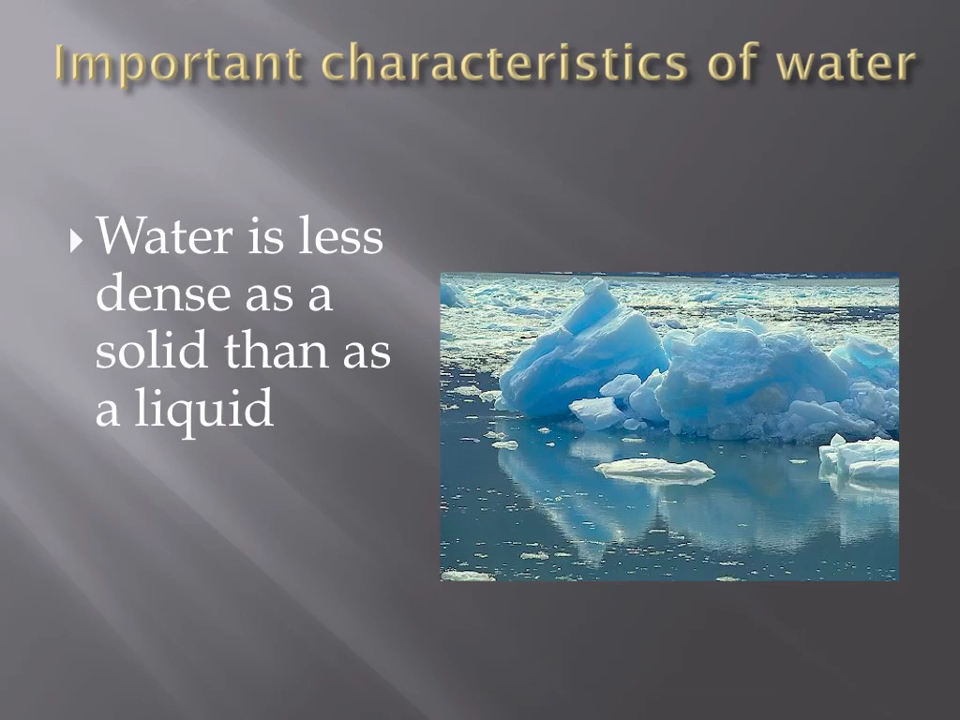 Important characteristics of water
Water is less
dense as a
solid than as
a liquid